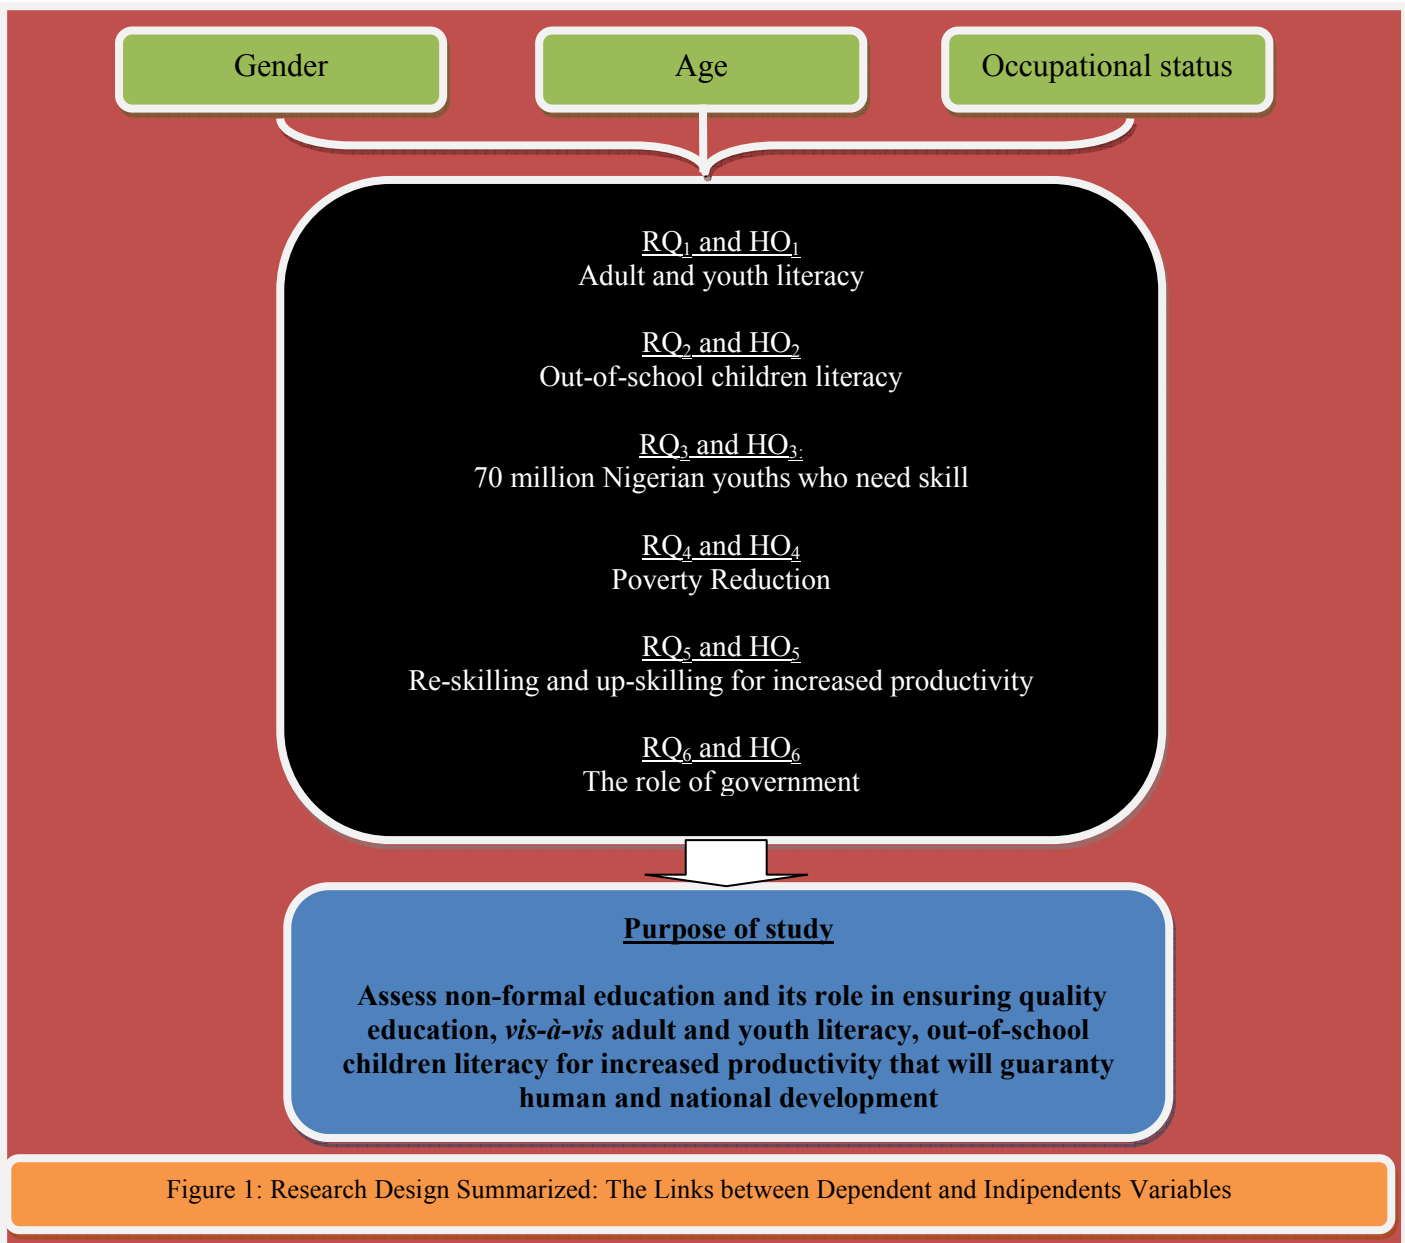 Gender
Age
Occupational status
RQ₁ and HO₁
Adult and youth literacy
RQ₂ and HO₂
Out-of-school children literacy
RQ₃ and HO₃:
70 million Nigerian youths who need skill
RQ₄ and HO₄
Poverty Reduction
RQ₅ and HO₅
Re-skilling and up-skilling for increased productivity
RQ₆ and HO₆
The role of government
Purpose of study
Assess non-formal education and its role in ensuring quality
education, vis-à-vis adult and youth literacy, out-of-school
children literacy for increased productivity that will guaranty
human and national development
Figure 1: Research Design Summarized: The Links between Dependent and Indipendents Variables